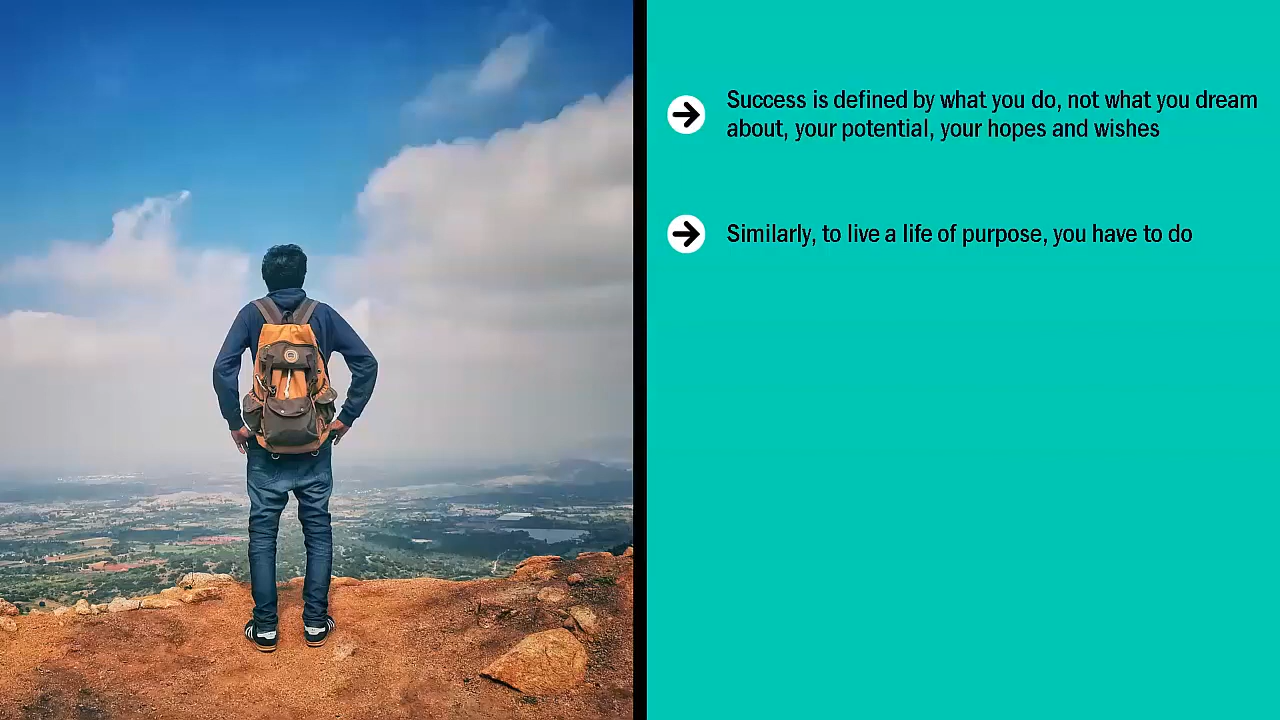 Success is defined by what you do, not what you dream
about, your potential, your hopes and wishes
Similarly, to live a life of purpose, you have to do